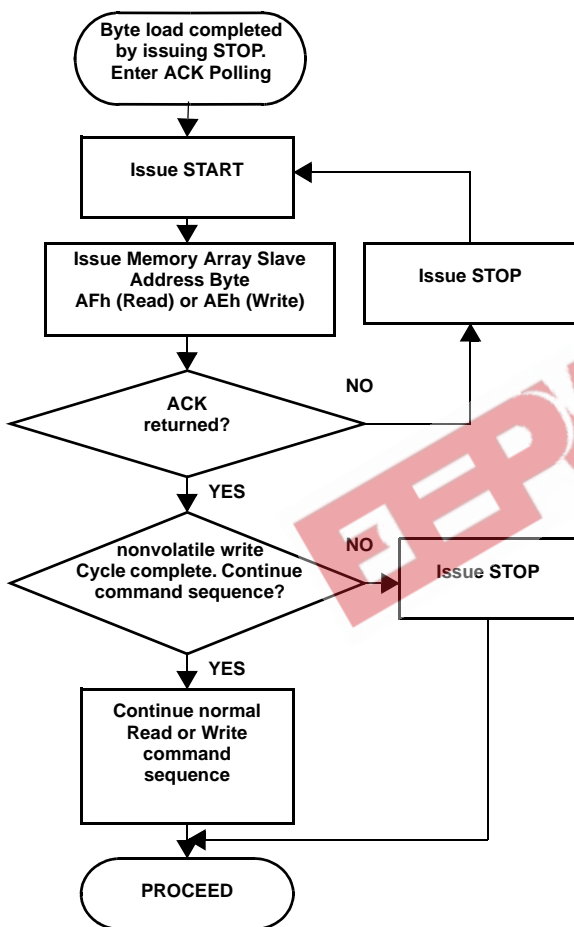 Byte load completed
by issuing STOP.
Enter ACK Polling
Issue START
Issue Memory Array Slave
Address Byte
AFh (Read) or AEh (Write)
Issue STOP
ACK
returned?
NO
YES
nonvolatile write
Cycle complete. Continue
command sequence?
NO
Issue STOP
YES
Continue normal
Read or Write
command
sequence
PROCEED